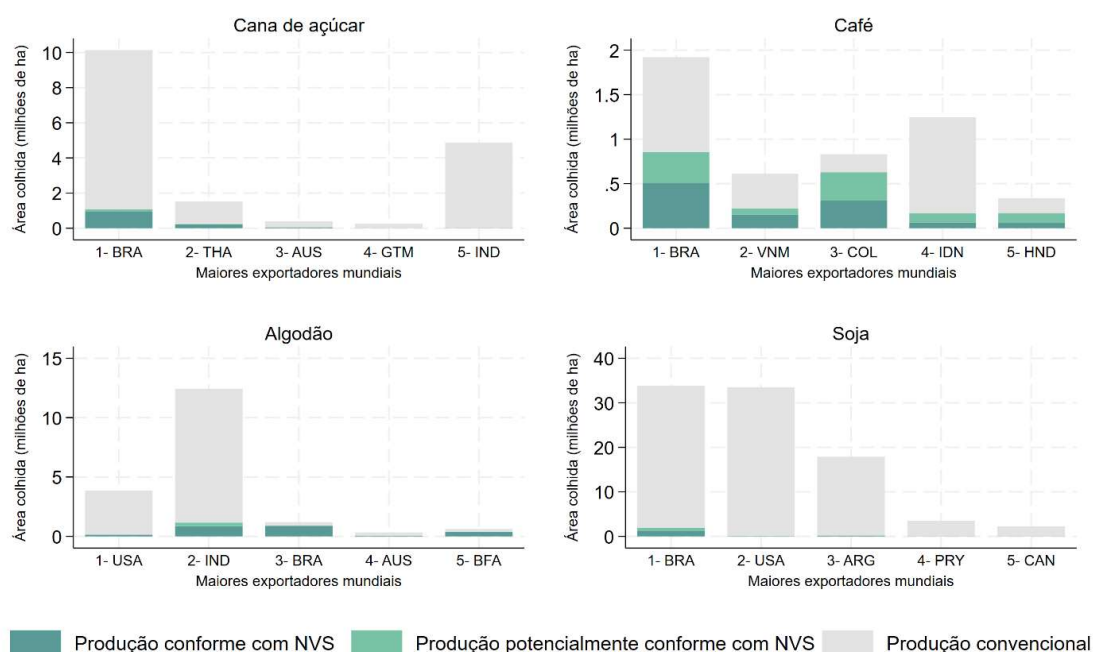 Cana de açúcar
Área colhida (milhões de ha)
10
8
6
4
2
0
1- BRA 2- THA 3- AUS 4- GTM 5- IND
Maiores exportadores mundiais
Café
Área colhida (milhões de ha)
2
1.5
1
.5
0
1- BRA 2- VNM 3- COL 4- IDN 5- HND
Maiores exportadores mundiais
Algodão
Área colhida (milhões de ha)
15
10
5
0
1- USA 2- IND 3- BRA 4- AUS 5- BFA
Maiores exportadores mundiais
Soja
Área colhida (milhões de ha)
40
30
20
10
0
1- BRA 2- USA 3- ARG 4- PRY 5- CAN
Maiores exportadores mundiais
Produção conforme com NVS Produção potencialmente conforme com NVS Produção convencional